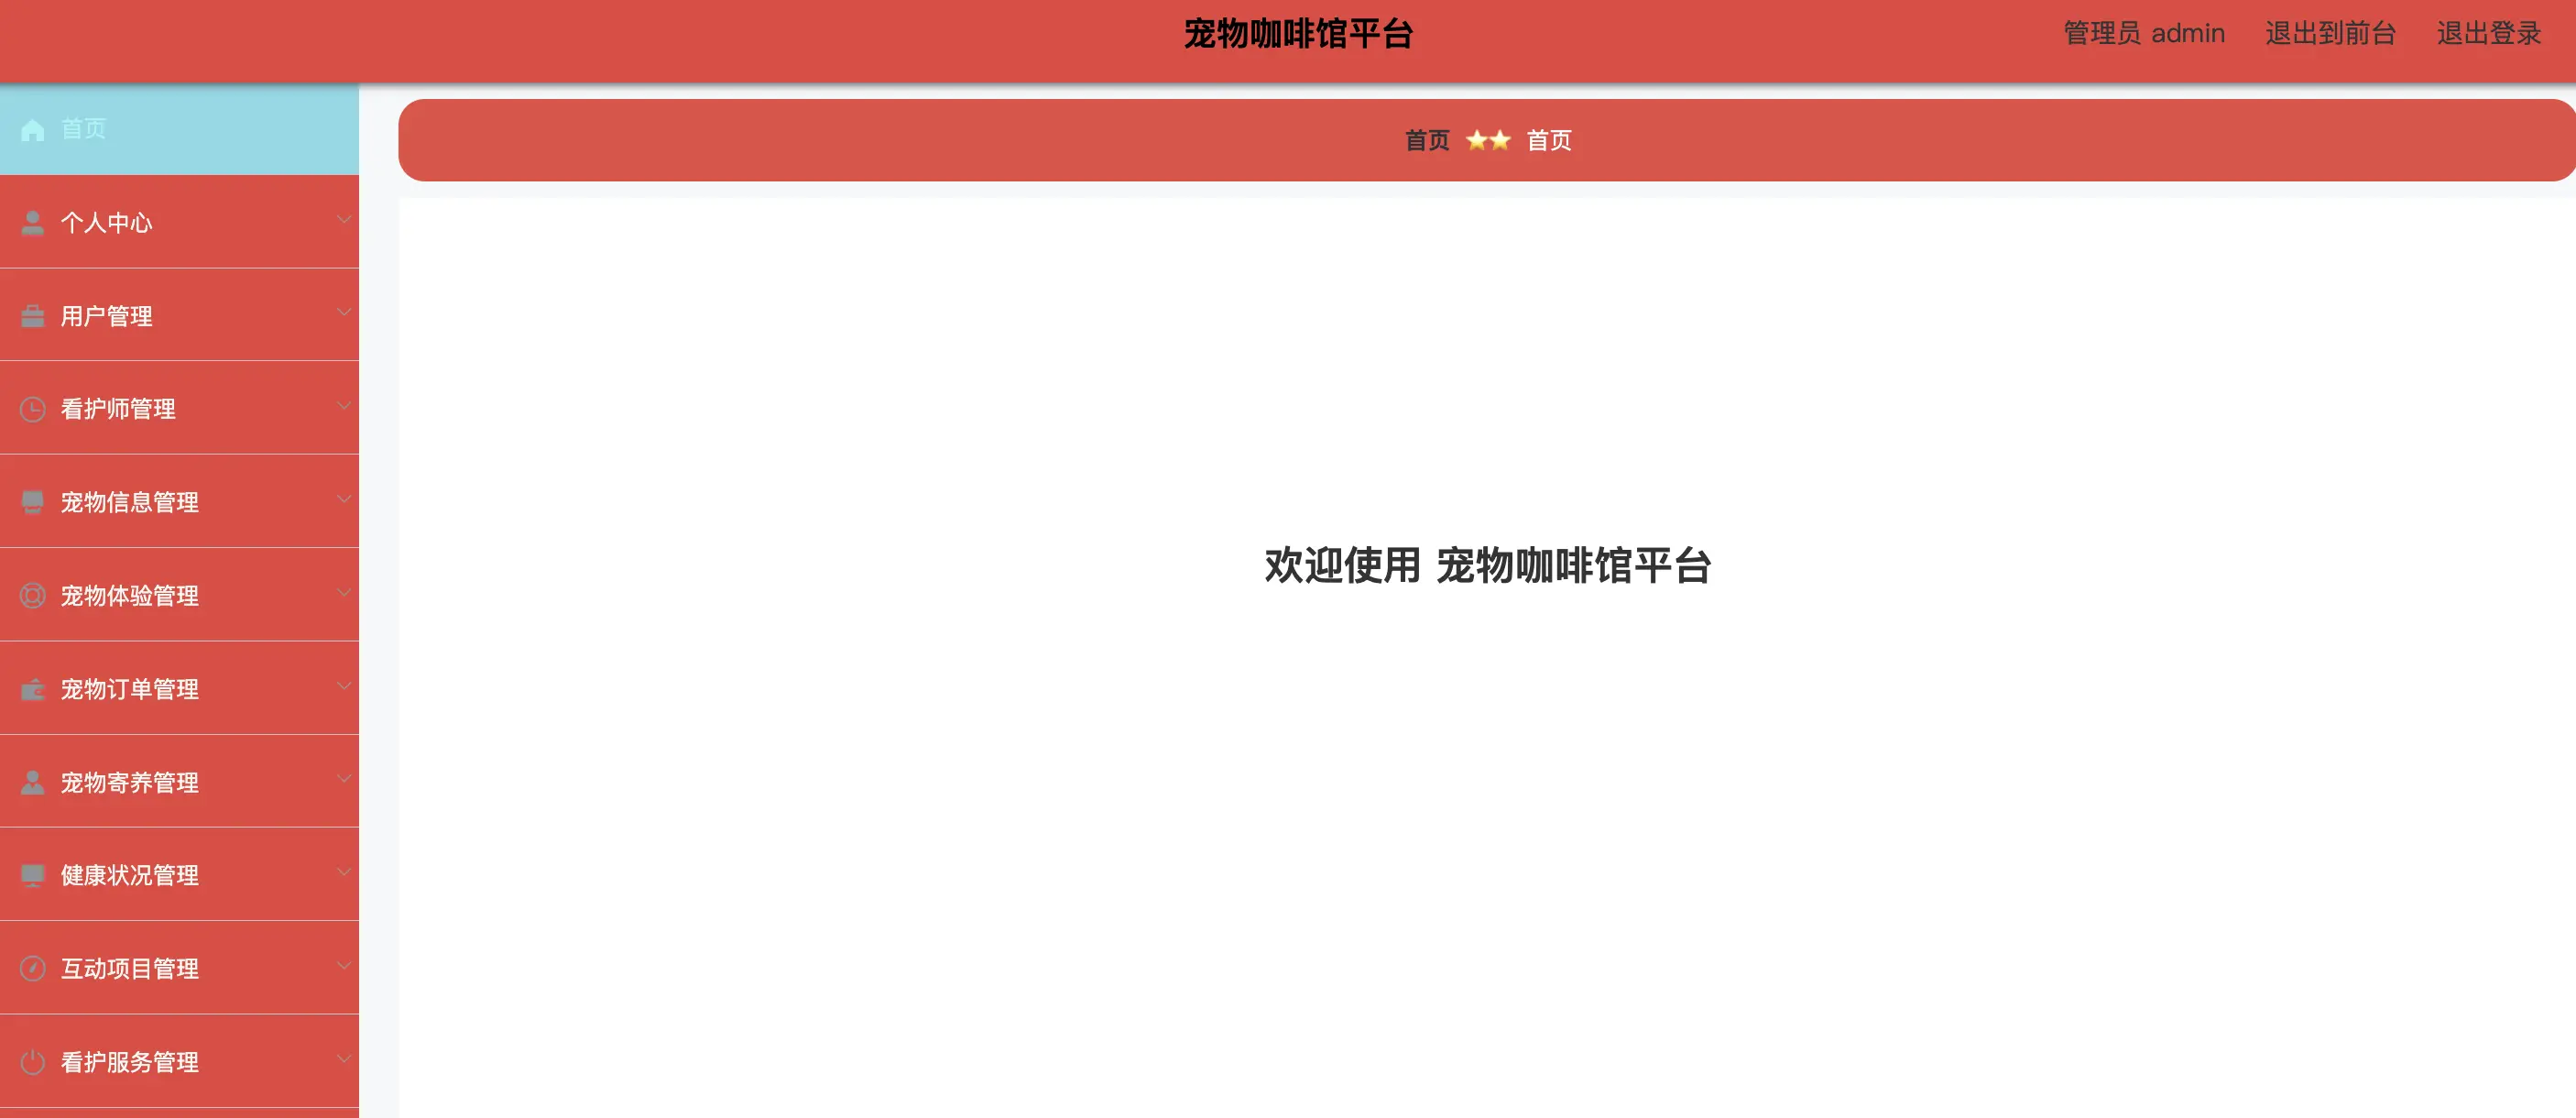 宠物咖啡馆平台
管理员 admin 退出到前台 退出登录
首页
首页 首页
个人中心
用户管理
看护师管理
宠物信息管理
宠物体验管理
宠物订单管理
宠物寄养管理
健康状况管理
互动项目管理
看护服务管理
欢迎使用 宠物咖啡馆平台